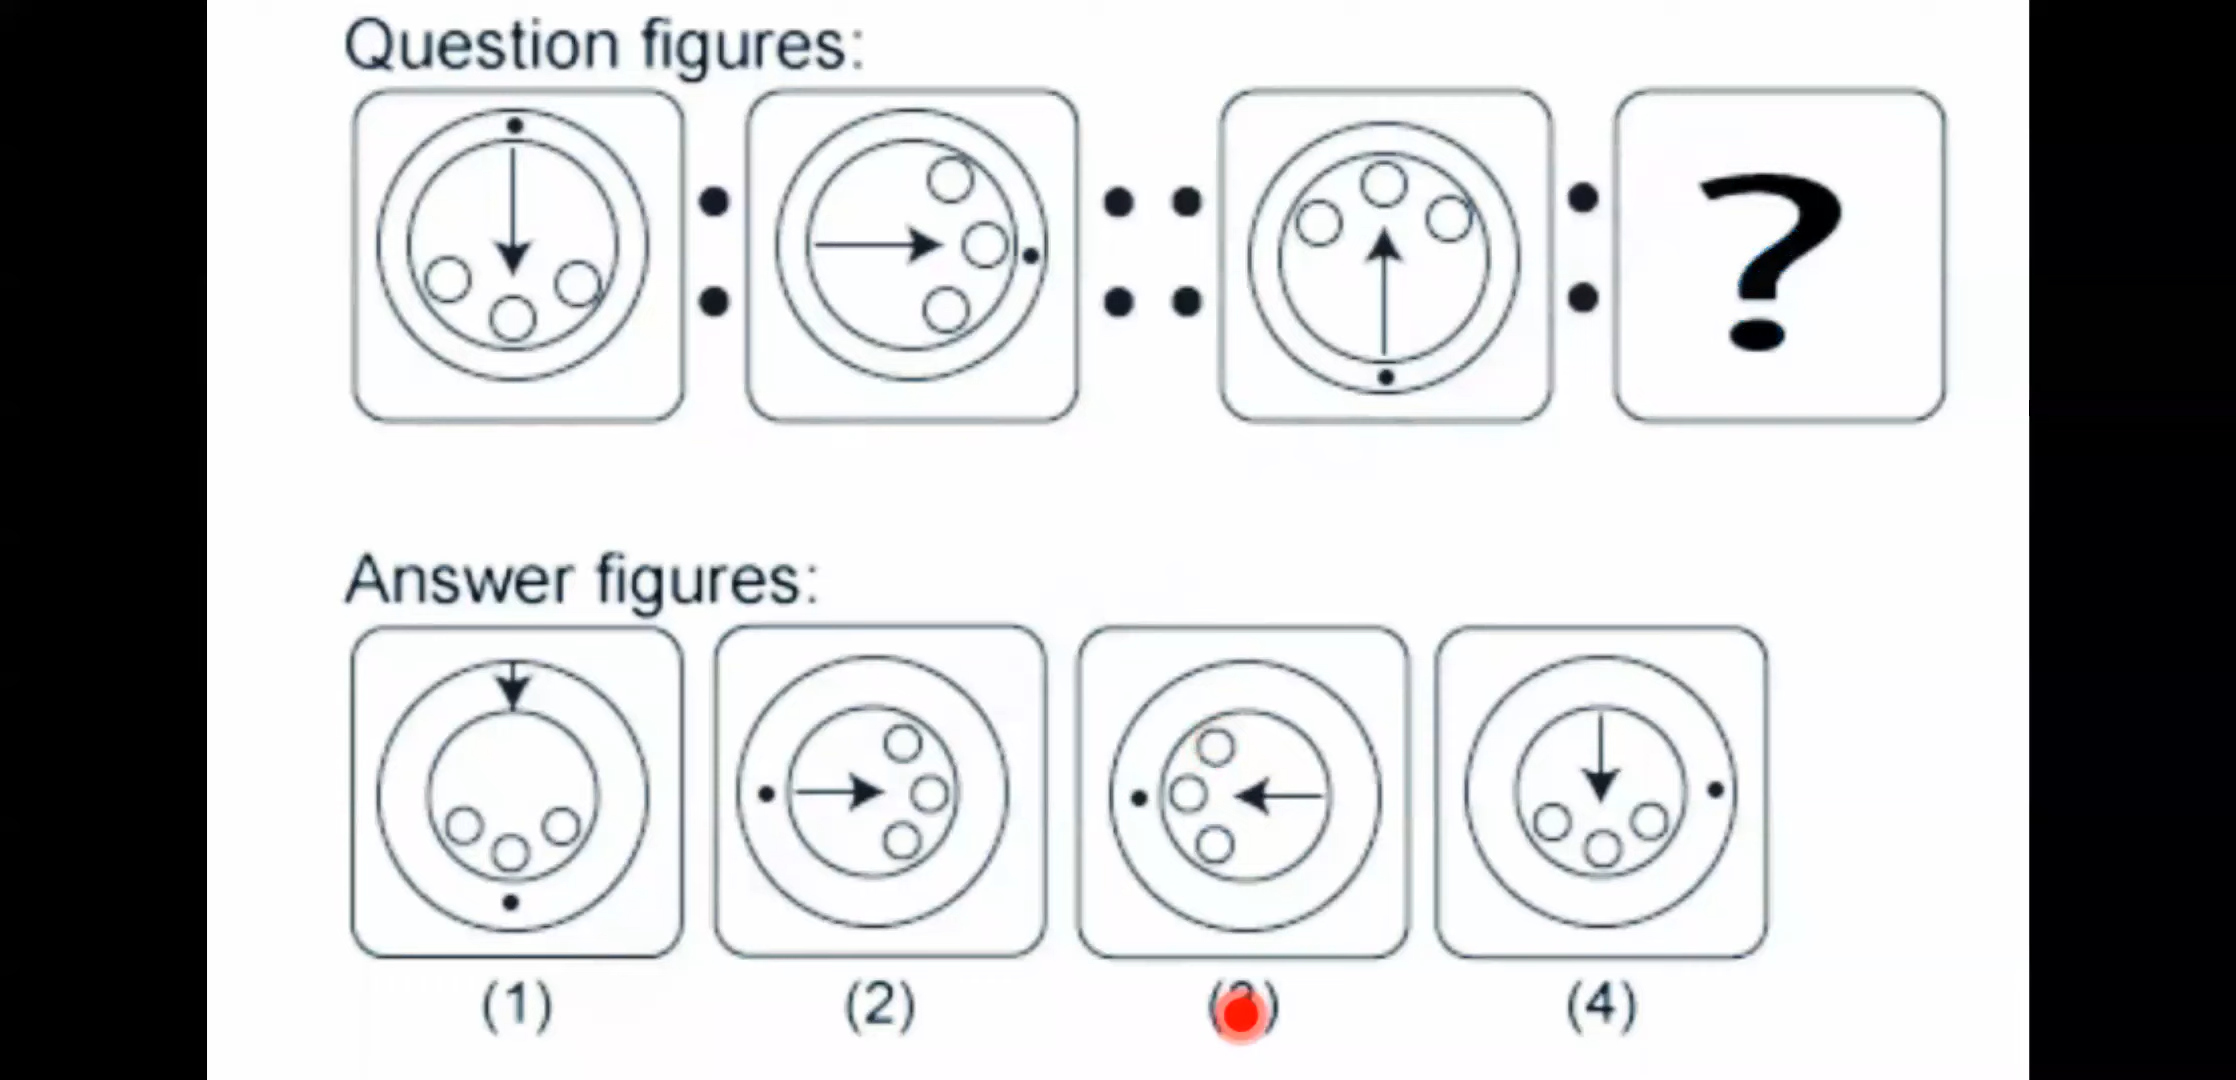 Question figures:
?
Answer figures:
(1) (2) (4)